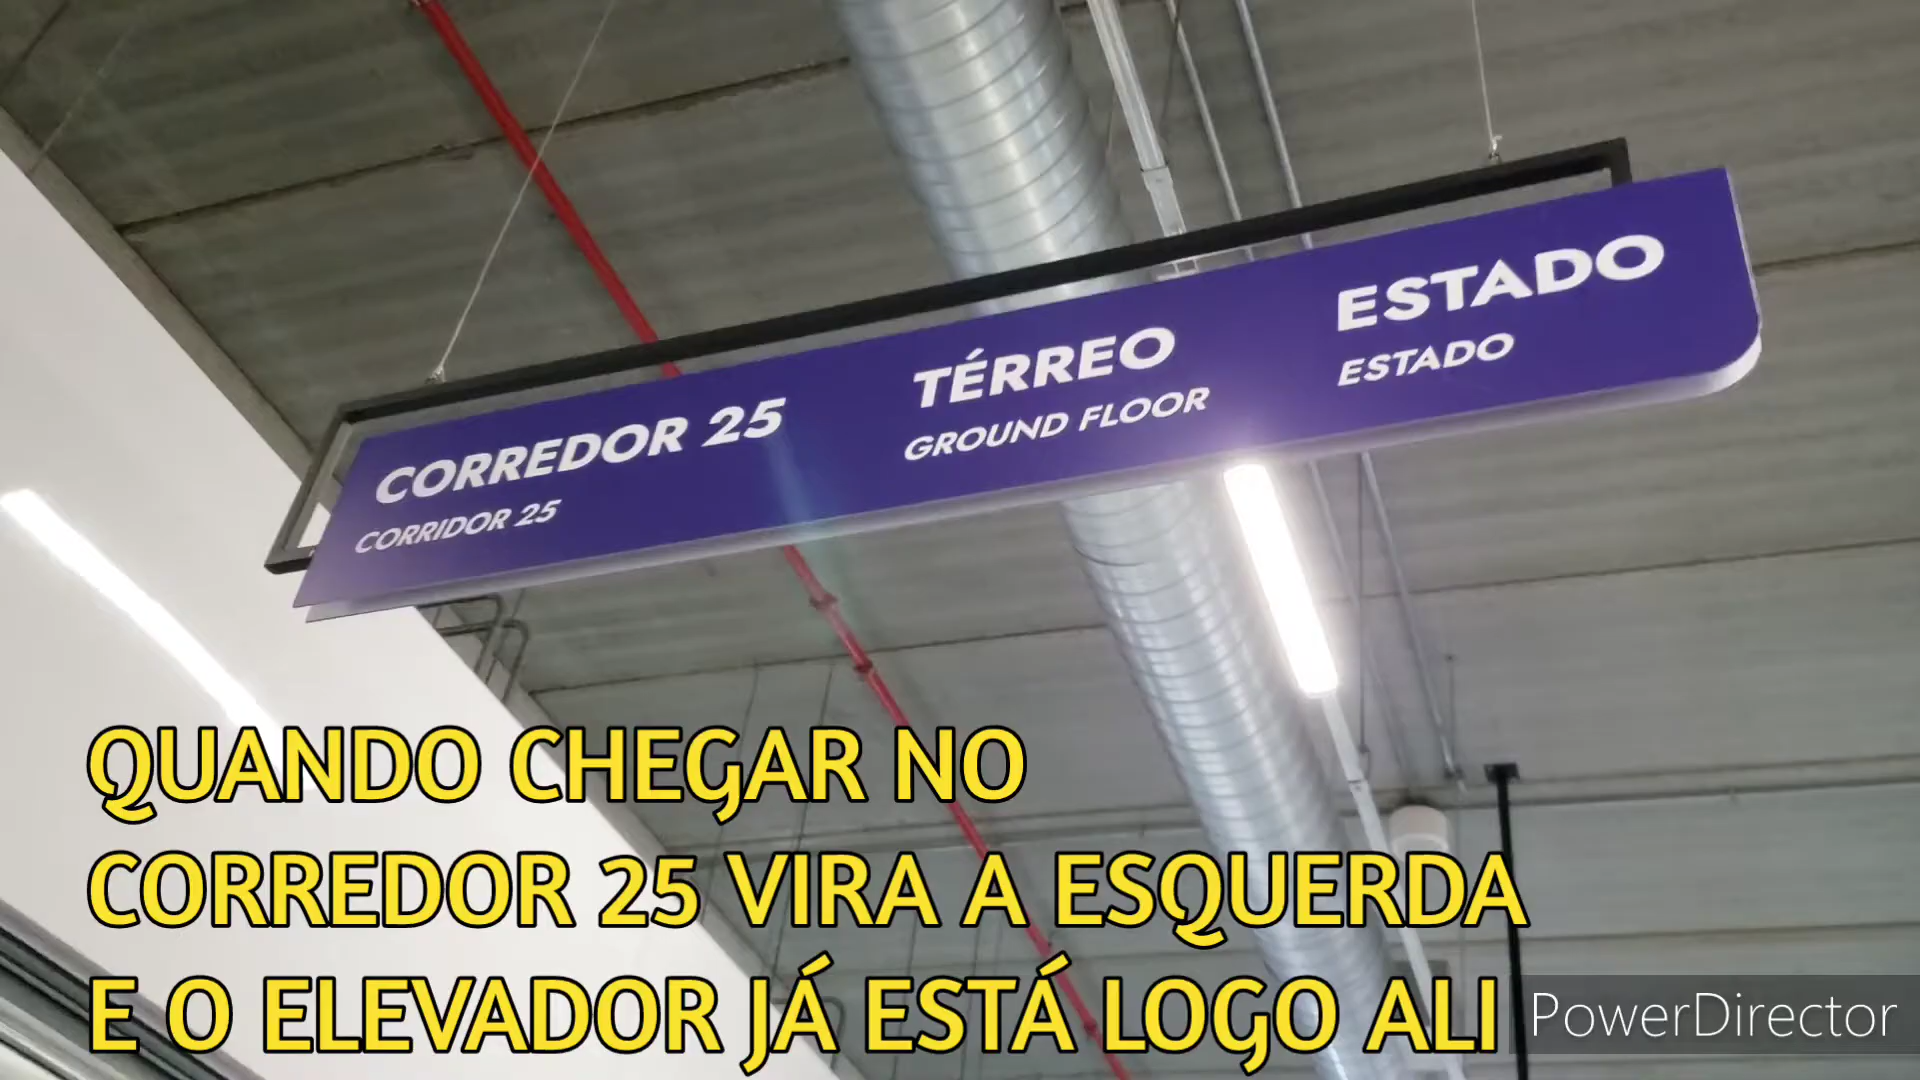 CORREDOR 25
CORRIDOR 25
TÉRREO
GROUND FLOOR
ESTADO
ESTADO
QUANDO CHEGAR NO
CORREDOR 25 VIRA A ESQUERDA
E O ELEVADOR JÁ ESTÁ LOGO ALI
PowerDirector